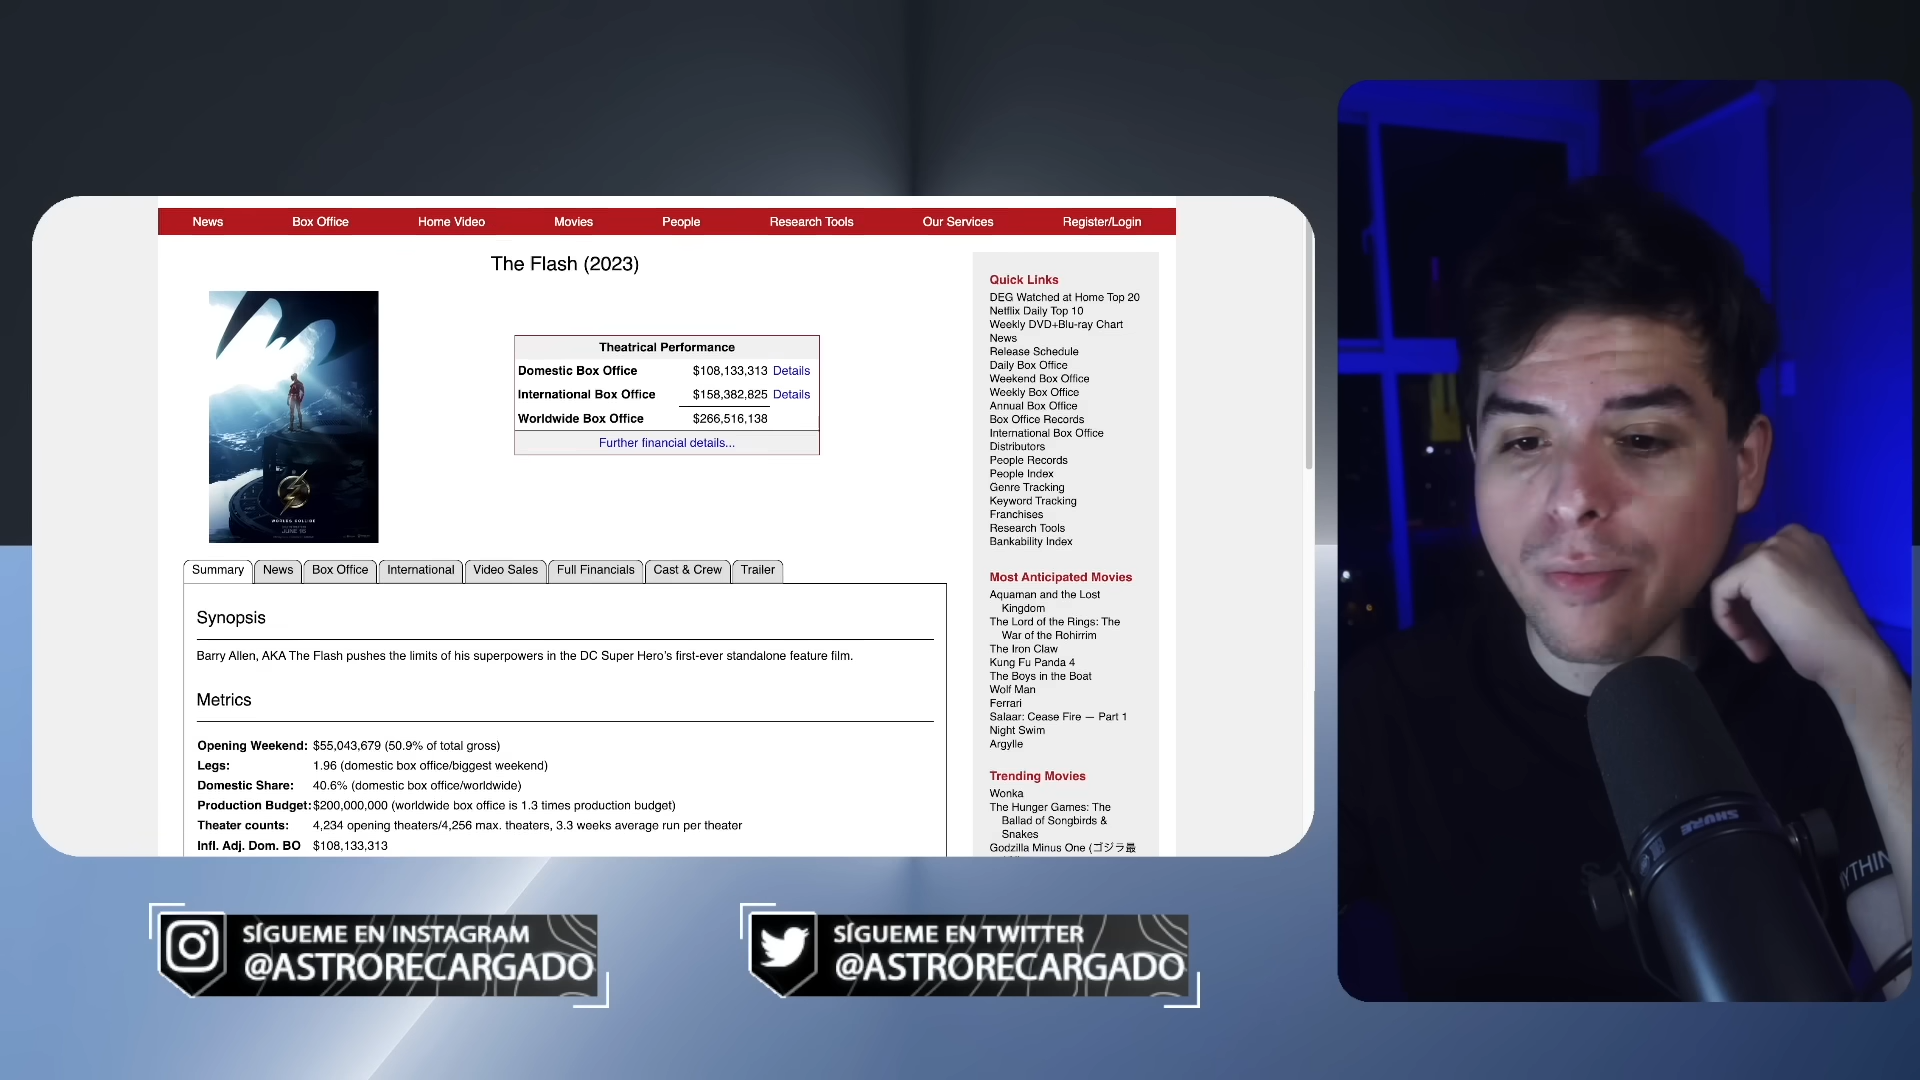 News Box Office Home Video Movies People Research Tools Our Services Register/Login
The Flash (2023)
WORLDS COLLIDE
JUNE 16
Theatrical Performance
Domestic Box Office $108,133,313 Details
International Box Office $158,382,825 Details
Worldwide Box Office $266,516,138
Further financial details...
Summary News Box Office International Video Sales Full Financials Cast & Crew Trailer
Synopsis
Barry Allen, AKA The Flash pushes the limits of his superpowers in the DC Super Hero's first-ever standalone feature film.
Metrics
Opening Weekend: $55,043,679 (50.9% of total gross)
Legs: 1.96 (domestic box office/biggest weekend)
Domestic Share: 40.6% (domestic box office/worldwide)
Production Budget: $200,000,000 (worldwide box office is 1.3 times production budget)
Theater counts: 4,234 opening theaters/4,256 max. theaters, 3.3 weeks average run per theater
Infl. Adj. Dom. BO $108,133,313
Quick Links
DEG Watched at Home Top 20
Netflix Daily Top 10
Weekly DVD+Blu-ray Chart
News
Release Schedule
Daily Box Office
Weekend Box Office
Weekly Box Office
Annual Box Office
Box Office Records
International Box Office
Distributors
People Records
People Index
Genre Tracking
Keyword Tracking
Franchises
Research Tools
Bankability Index
Most Anticipated Movies
Aquaman and the Lost
Kingdom
The Lord of the Rings: The
War of the Rohirrim
The Iron Claw
Kung Fu Panda 4
The Boys in the Boat
Wolf Man
Ferrari
Salaar: Cease Fire — Part 1
Night Swim
Argylle
Trending Movies
Wonka
The Hunger Games: The
Ballad of Songbirds &
Snakes
Godzilla Minus One (ゴジラ最
SHURE
YTHIN
SÍGUEME EN INSTAGRAM
@ASTRORECARGADO
SÍGUEME EN TWITTER
@ASTRORECARGADO